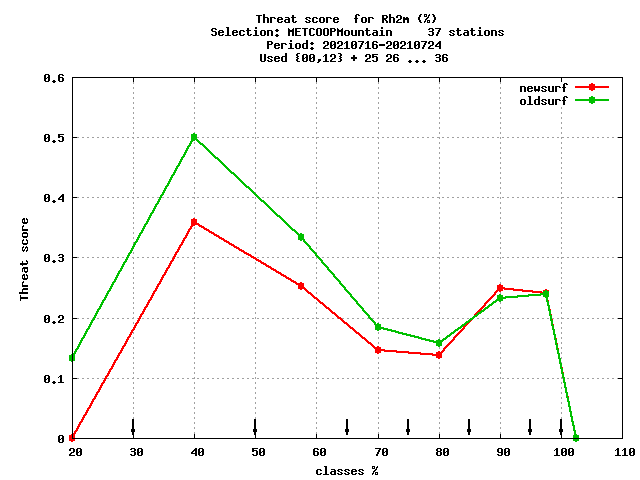 Threat score  for Rh2m (%)
Selection: METCOOPMountain     37 stations
Period: 20210716-20210724
Used {00,12} + 25 26 ... 36
newsurf
oldsurf
0.6
0.5
0.4
0.3
0.2
0.1
0
Threat score
20 30 40 50 60 70 80 90 100 110
classes %